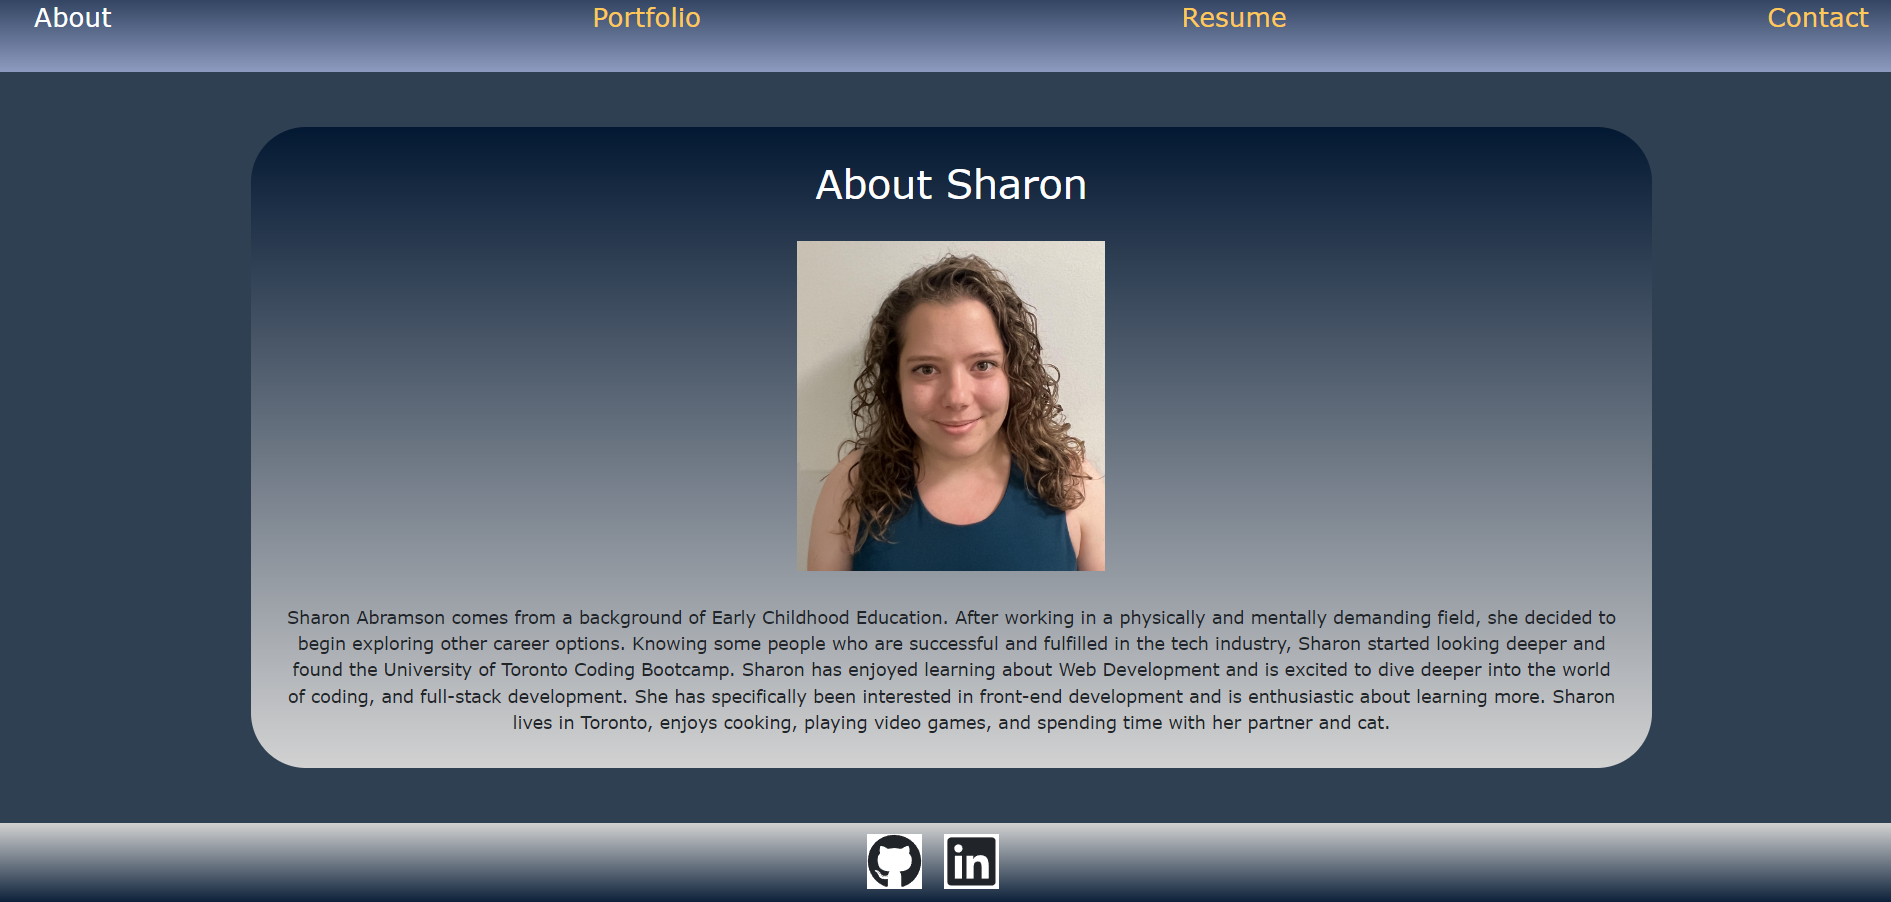 About
Portfolio
Resume
Contact
About Sharon
Sharon Abramson comes from a background of Early Childhood Education. After working in a physically and mentally demanding field, she decided to
begin exploring other career options. Knowing some people who are successful and fulfilled in the tech industry, Sharon started looking deeper and
found the University of Toronto Coding Bootcamp. Sharon has enjoyed learning about Web Development and is excited to dive deeper into the world
of coding, and full-stack development. She has specifically been interested in front-end development and is enthusiastic about learning more. Sharon
lives in Toronto, enjoys cooking, playing video games, and spending time with her partner and cat.
in